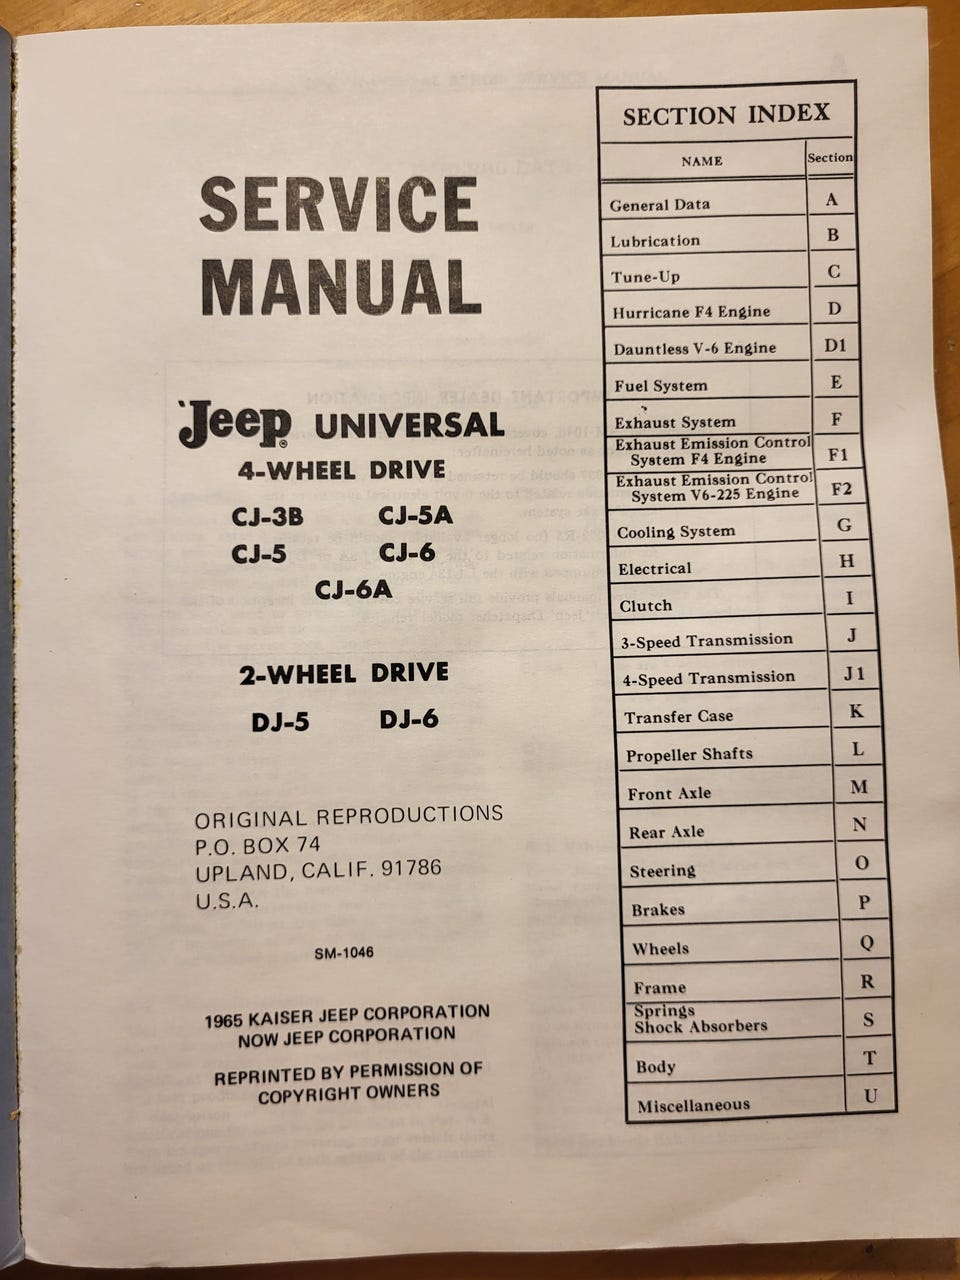 SERVICE
MANUAL
'Jeep® UNIVERSAL
4-WHEEL DRIVE
CJ-3B CJ-5A
CJ-5 CJ-6
CJ-6A
2-WHEEL DRIVE
DJ-5 DJ-6
ORIGINAL REPRODUCTIONS
P.O. BOX 74
UPLAND, CALIF. 91786
U.S.A.
SM-1046
1965 KAISER JEEP CORPORATION
NOW JEEP CORPORATION
REPRINTED BY PERMISSION OF
COPYRIGHT OWNERS
SECTION INDEX
NAME Section
General Data A
Lubrication B
Tune-Up C
Hurricane F4 Engine D
Dauntless V-6 Engine D1
Fuel System E
Exhaust System F
Exhaust Emission Control
System F4 Engine F1
Exhaust Emission Control
System V6-225 Engine F2
Cooling System G
Electrical H
Clutch I
3-Speed Transmission J
4-Speed Transmission J1
Transfer Case K
Propeller Shafts L
Front Axle M
Rear Axle N
Steering O
Brakes P
Wheels Q
Frame R
Springs
Shock Absorbers S
Body T
Miscellaneous U